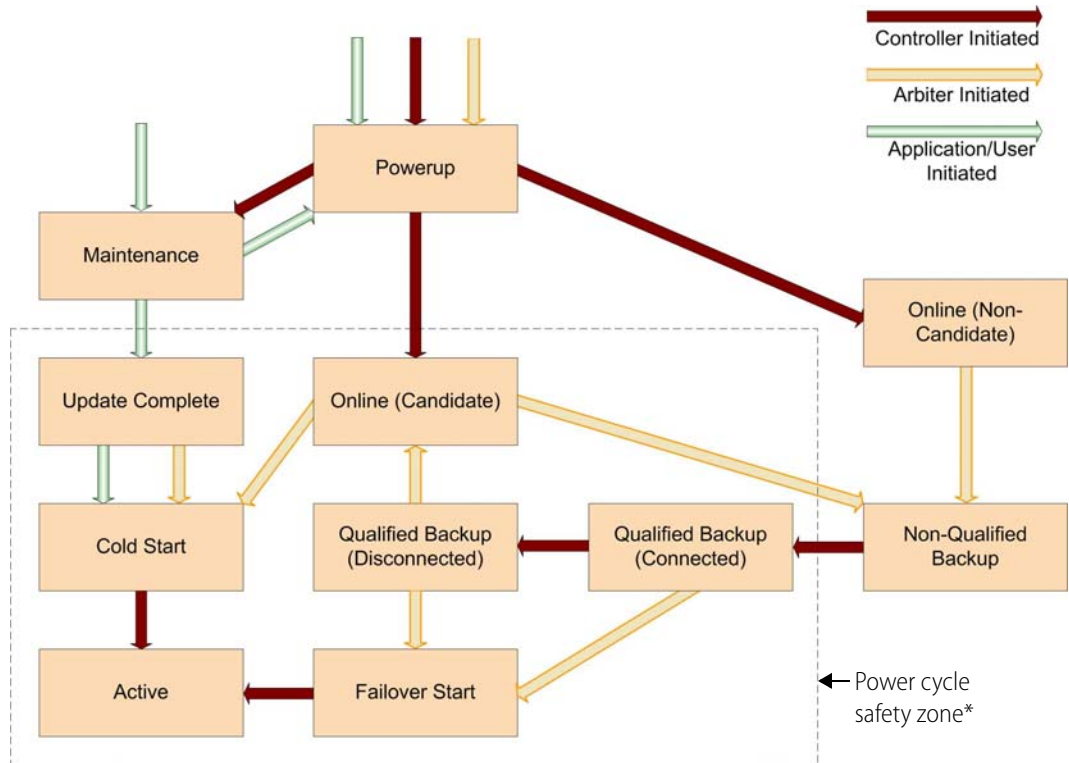 Controller Initiated
Arbiter Initiated
Application/User
Initiated
Powerup
Maintenance
Online (Non-
Candidate)
Update Complete
Online (Candidate)
Cold Start
Qualified Backup
(Disconnected)
Qualified Backup
(Connected)
Non-Qualified
Backup
Active
Failover Start
Power cycle
safety zone*